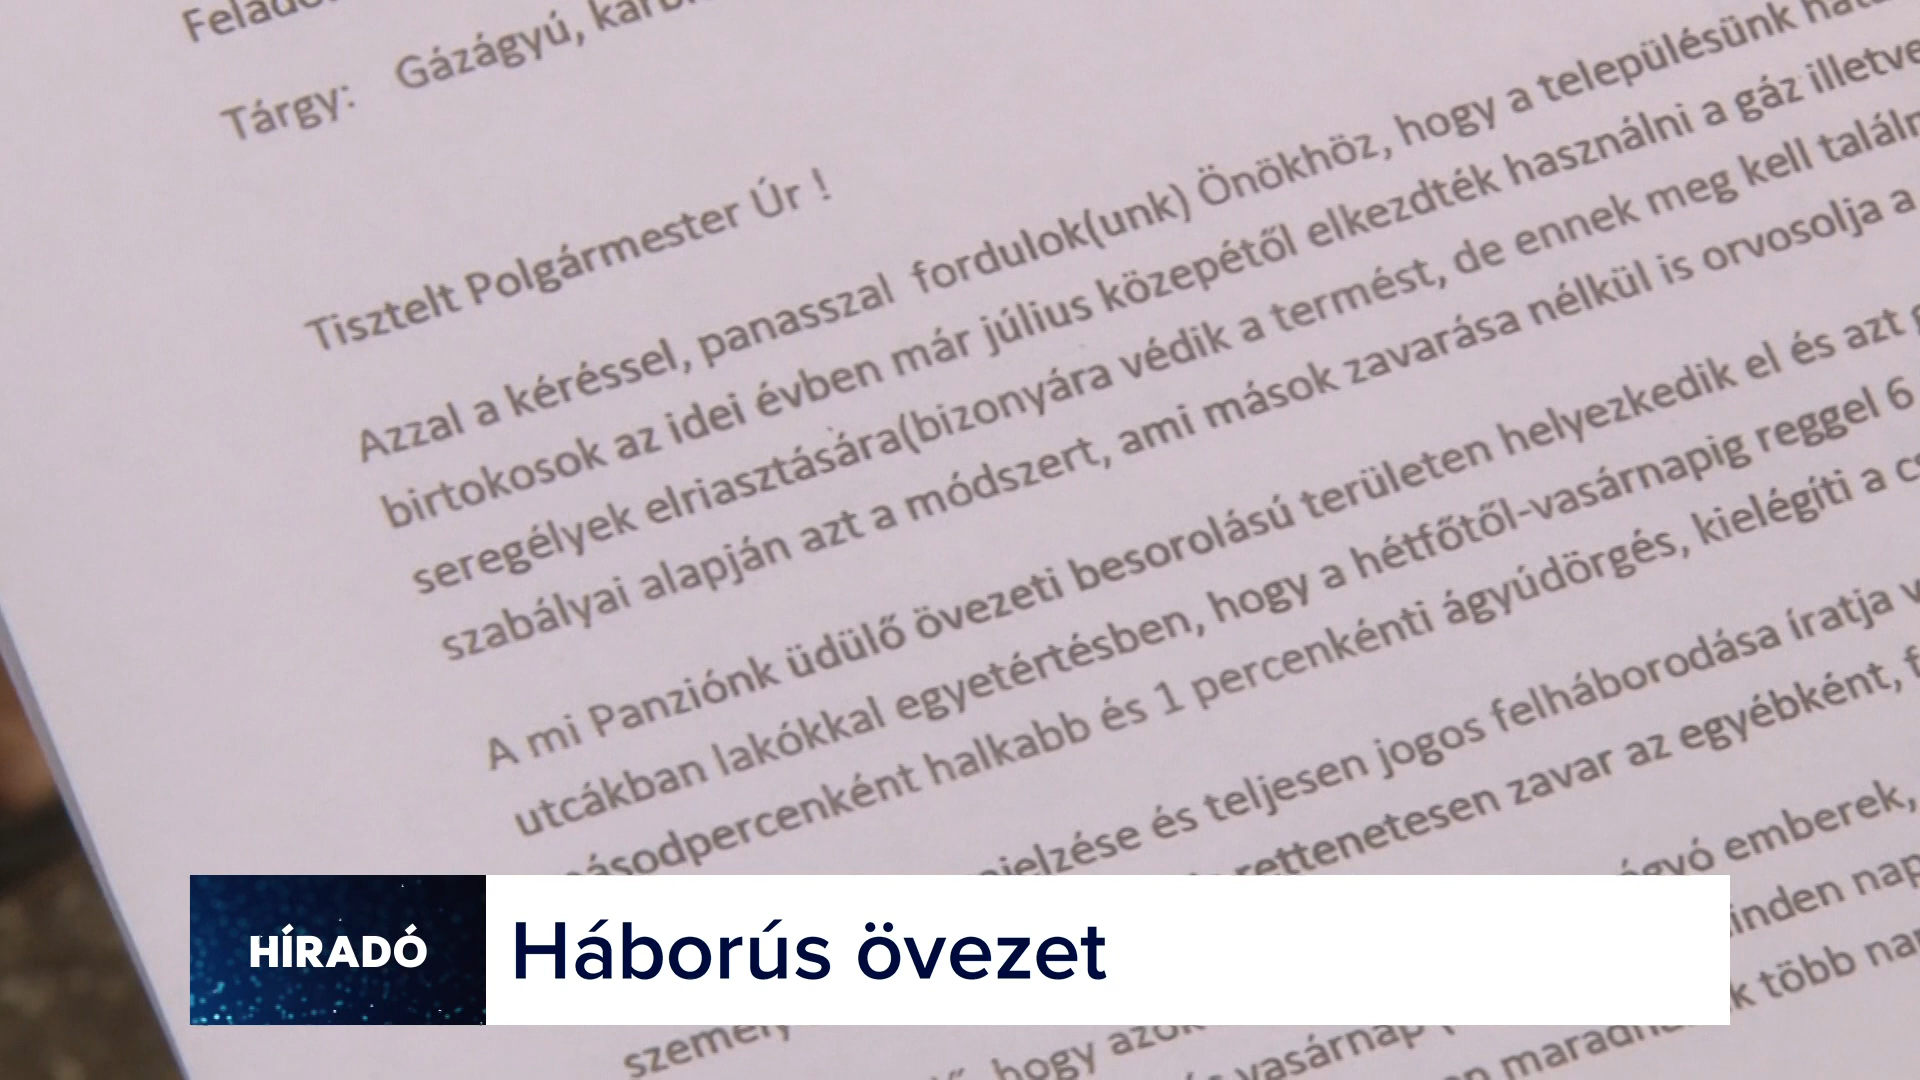 Tárgy: Gázágyú,
Tisztelt Polgármester Úr !
Azzal a kéréssel, panasszal fordulok(unk) Önökhöz, hogy a településünk
birtokosok az idei évben már július közepétől elkezdték használni a gáz illetve
seregélyek elriasztására(bizonyára védik a termést, de ennek meg kell
szabályai alapján azt a módszert, ami mások zavarása nélkül is orvosolja a
A mi Panziónk üdülő övezeti besorolású területen helyezkedik el és azt
utcákban lakókkal egyetértésben, hogy a hétfőtől-vasárnapig reggel 6
halkabb és 1 percenkénti ágyúdörgés, kielégíti a
és teljesen jogos felháborodása íratja
rettenetesen zavar az egyébként,
emberek,
több
hogy
vasárnap
HÍRADÓ
Háborús övezet